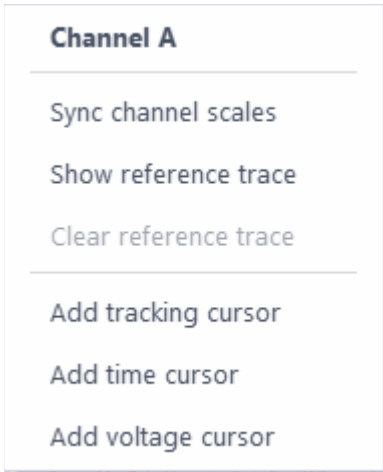 Channel A
Sync channel scales
Show reference trace
Clear reference trace
Add tracking cursor
Add time cursor
Add voltage cursor